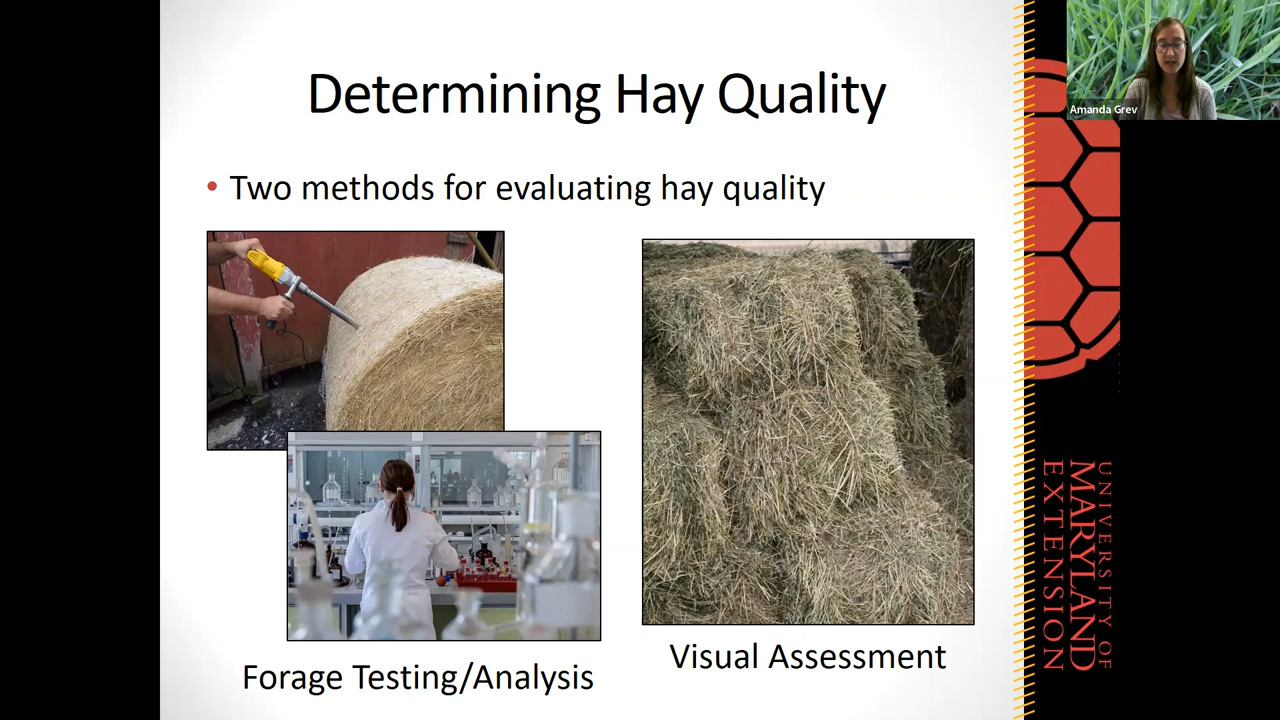 Determining Hay Quality
• Two methods for evaluating hay quality
Forage Testing/Analysis
Visual Assessment
Amanda Grev
UNIVERSITY OF
MARYLAND
EXTENSION